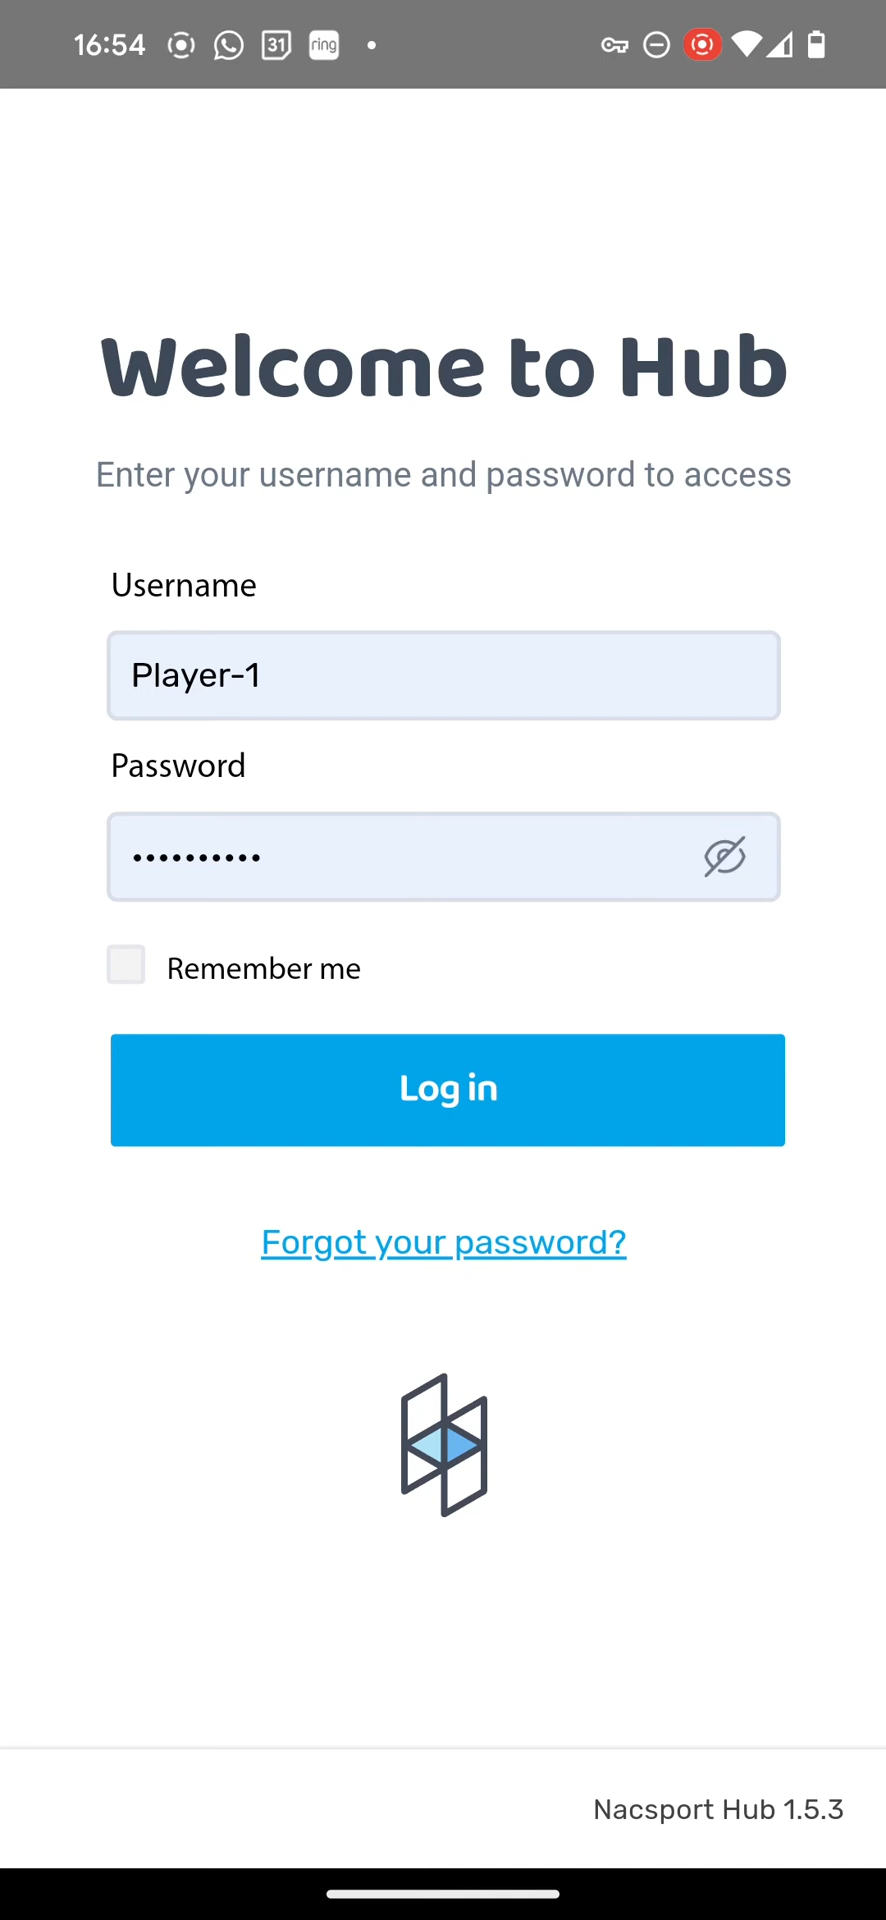 16:54 31 ring
Welcome to Hub
Enter your username and password to access
Username
Player-1
Password
••••••••••
Remember me
Log in
Forgot your password?
Nacsport Hub 1.5.3